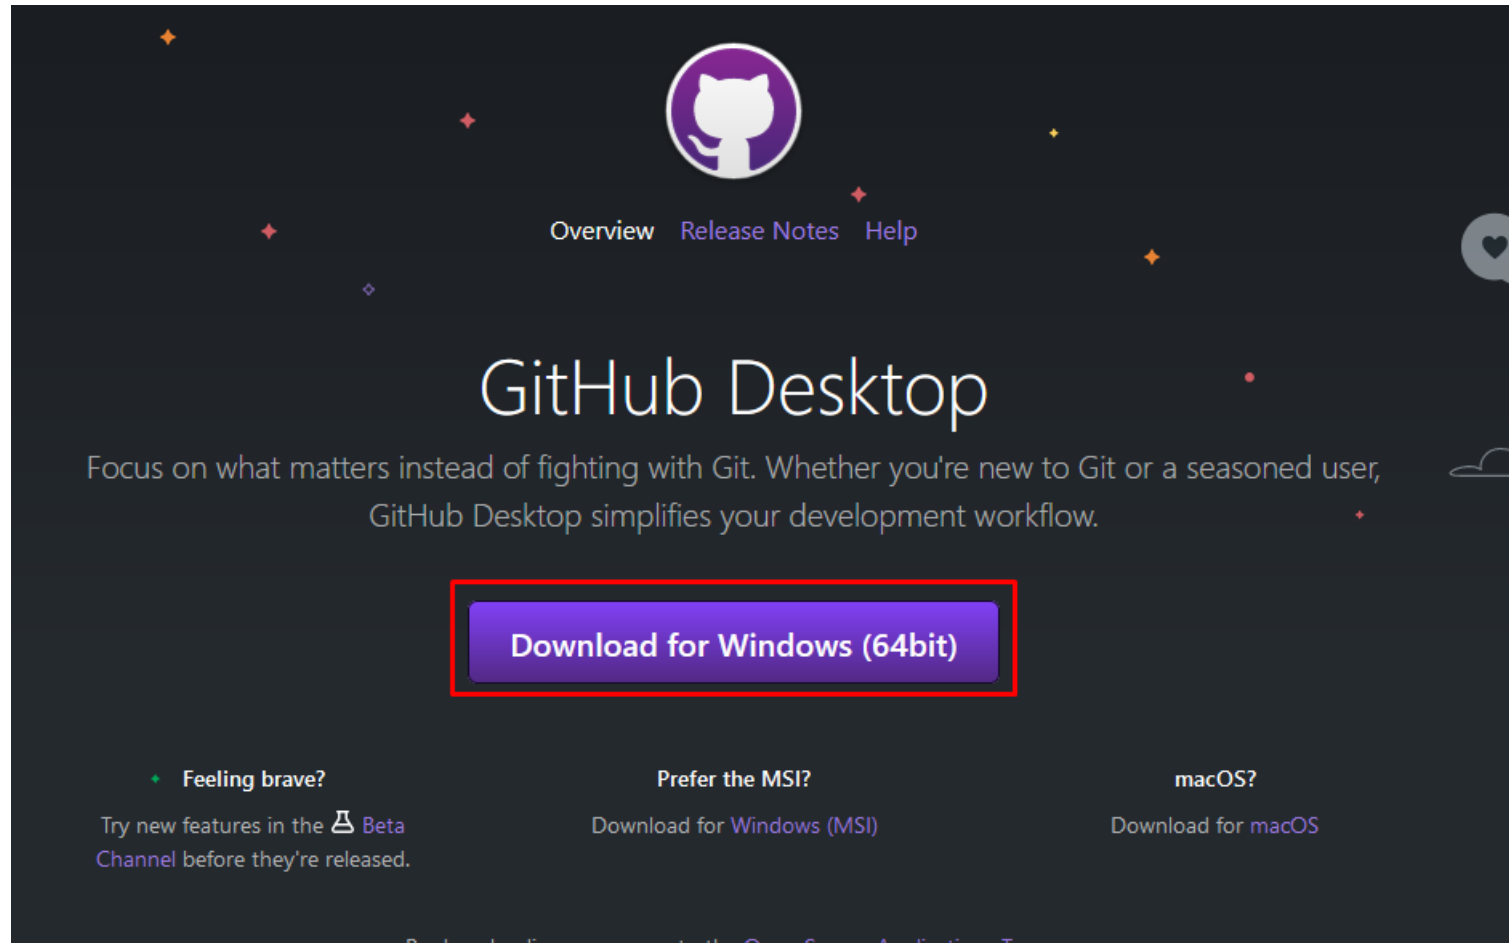 Overview Release Notes Help
GitHub Desktop
Focus on what matters instead of fighting with Git. Whether you're new to Git or a seasoned user,
GitHub Desktop simplifies your development workflow.
Download for Windows (64bit)
Feeling brave?
Try new features in the Beta
Channel before they're released.
Prefer the MSI?
Download for Windows (MSI)
macOS?
Download for macOS